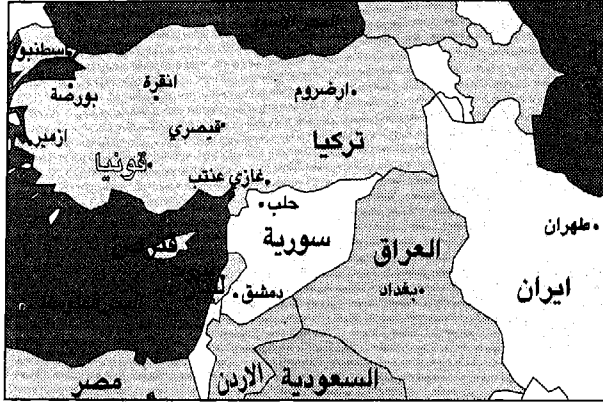 سطنبو
انقرة
بورصة
ارضروم
ازمير
قيصري
تركيا
قونيا
غازي عنتب
حلب
طهران
سورية
العراق
دمشق
بغداد
ايران
مصر
الاردن
السعودية